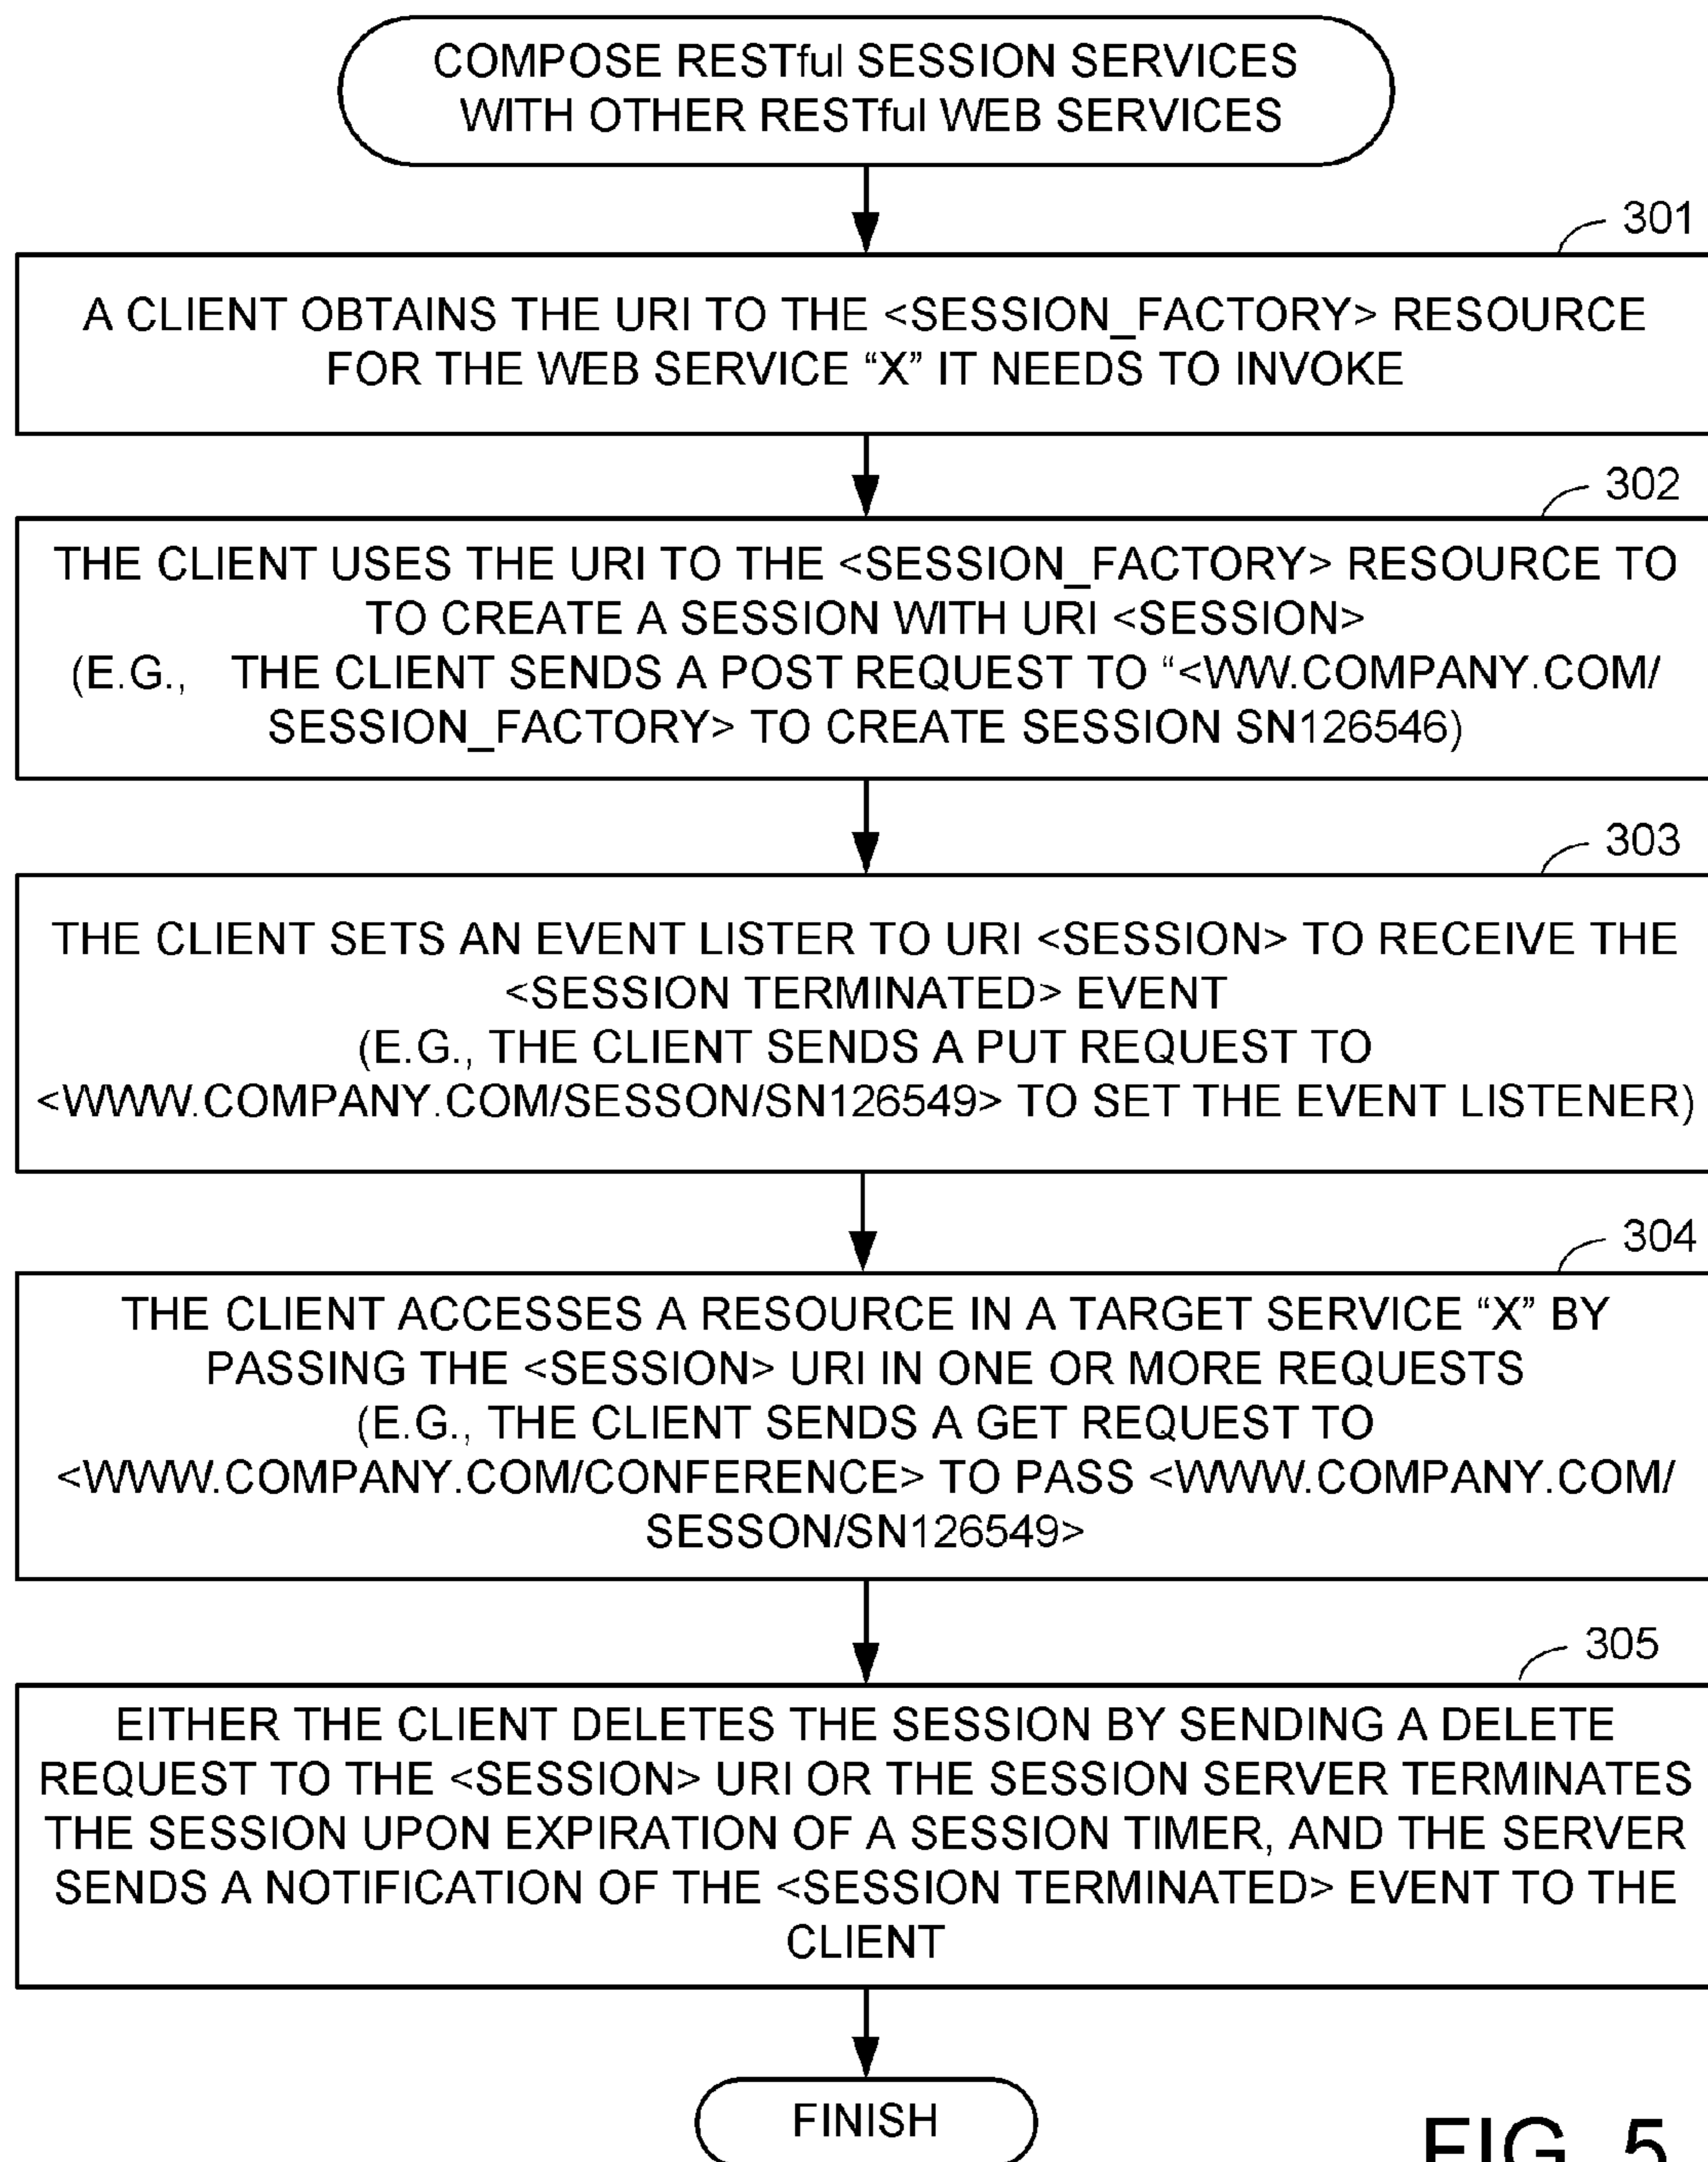 COMPOSE RESTful SESSION SERVICES
WITH OTHER RESTful WEB SERVICES
301
A CLIENT OBTAINS THE URI TO THE <SESSION_FACTORY> RESOURCE
FOR THE WEB SERVICE “X” IT NEEDS TO INVOKE
302
THE CLIENT USES THE URI TO THE <SESSION_FACTORY> RESOURCE TO
TO CREATE A SESSION WITH URI <SESSION>
(E.G., THE CLIENT SENDS A POST REQUEST TO “<WW.COMPANY.COM/
SESSION_FACTORY> TO CREATE SESSION SN126546)
303
THE CLIENT SETS AN EVENT LISTER TO URI <SESSION> TO RECEIVE THE
<SESSION TERMINATED> EVENT
(E.G., THE CLIENT SENDS A PUT REQUEST TO
<WWW.COMPANY.COM/SESSON/SN126549> TO SET THE EVENT LISTENER)
304
THE CLIENT ACCESSES A RESOURCE IN A TARGET SERVICE “X” BY
PASSING THE <SESSION> URI IN ONE OR MORE REQUESTS
(E.G., THE CLIENT SENDS A GET REQUEST TO
<WWW.COMPANY.COM/CONFERENCE> TO PASS <WWW.COMPANY.COM/
SESSON/SN126549>
305
EITHER THE CLIENT DELETES THE SESSION BY SENDING A DELETE
REQUEST TO THE <SESSION> URI OR THE SESSION SERVER TERMINATES
THE SESSION UPON EXPIRATION OF A SESSION TIMER, AND THE SERVER
SENDS A NOTIFICATION OF THE <SESSION TERMINATED> EVENT TO THE
CLIENT
FINISH
FIG. 5